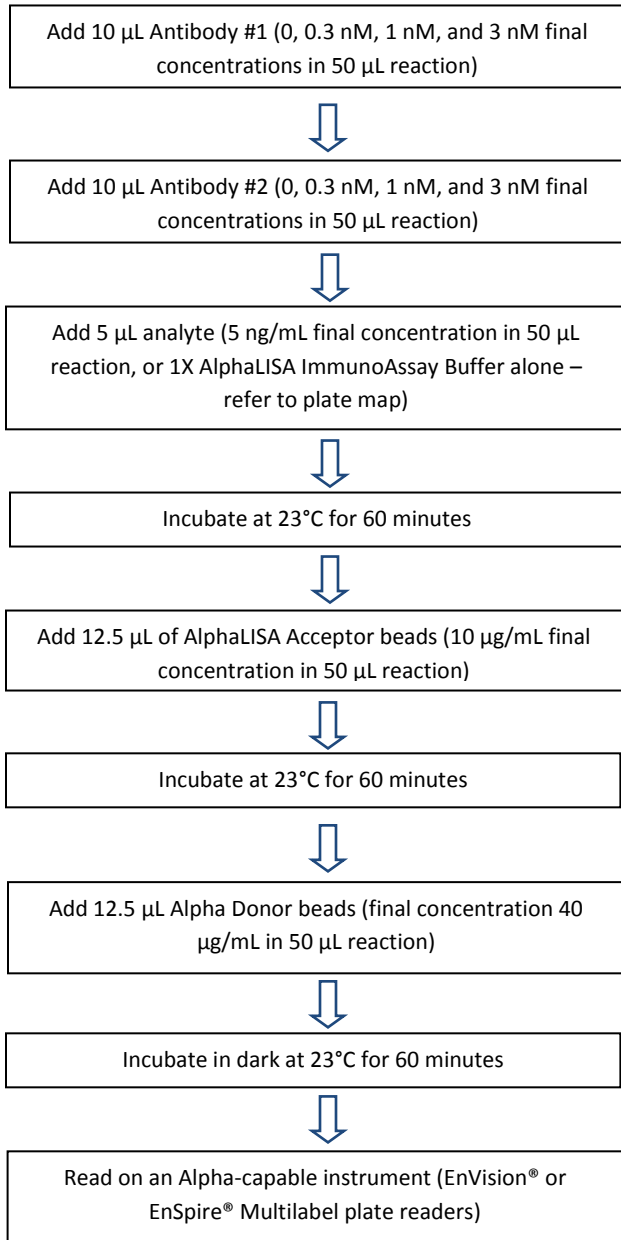 Add 10 µL Antibody #1 (0, 0.3 nM, 1 nM, and 3 nM final
concentrations in 50 µL reaction)
Add 10 µL Antibody #2 (0, 0.3 nM, 1 nM, and 3 nM final
concentrations in 50 µL reaction)
Add 5 µL analyte (5 ng/mL final concentration in 50 µL
reaction, or 1X AlphaLISA ImmunoAssay Buffer alone –
refer to plate map)
Incubate at 23°C for 60 minutes
Add 12.5 µL of AlphaLISA Acceptor beads (10 µg/mL final
concentration in 50 µL reaction)
Incubate at 23°C for 60 minutes
Add 12.5 µL Alpha Donor beads (final concentration 40
µg/mL in 50 µL reaction)
Incubate in dark at 23°C for 60 minutes
Read on an Alpha-capable instrument (EnVision® or
EnSpire® Multilabel plate readers)